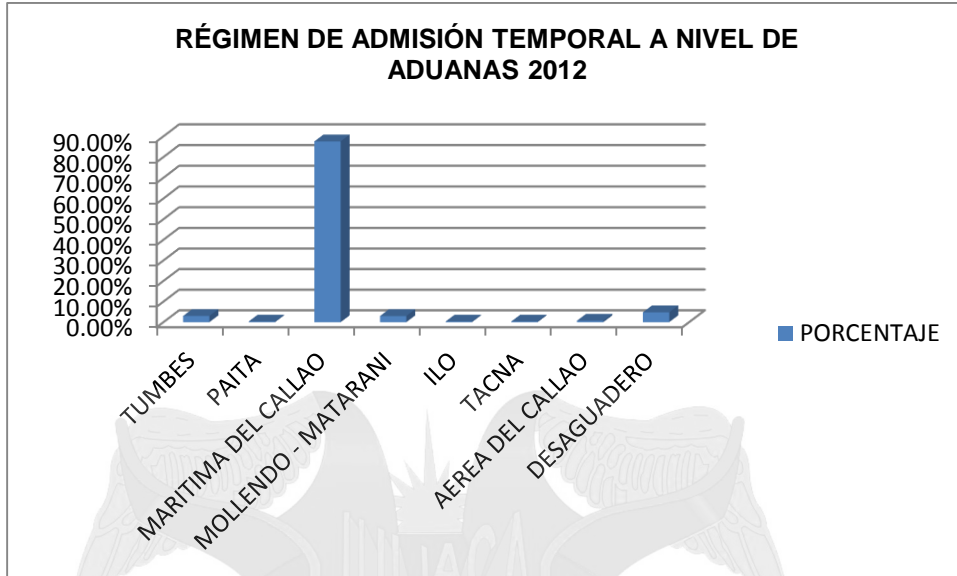 RÉGIMEN DE ADMISIÓN TEMPORAL A NIVEL DE
ADUANAS 2012
90.00%
80.00%
70.00%
60.00%
50.00%
40.00%
30.00%
20.00%
10.00%
0.00%
TUMBES
PAITA
MARITIMA DEL CALLAO
MOLLENDO - MATARANI
ILO
TACNA
AEREA DEL CALLAO
DESAGUADERO
PORCENTAJE
JULIACA